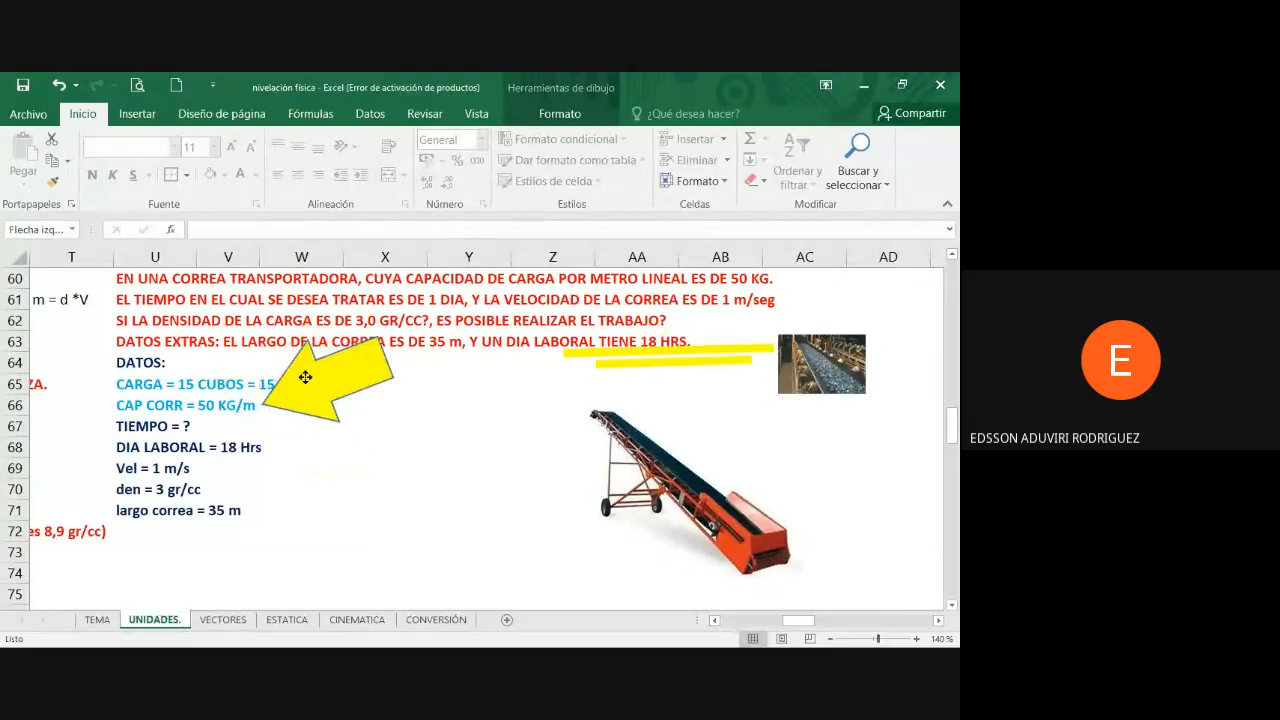 nivelación física - Excel (Error de activación de productos)
Herramientas de dibujo
Archivo
Inicio
Insertar
Diseño de página
Fórmulas
Datos
Revisar
Vista
Formato
¿Qué desea hacer?
Compartir
Pegar
11
N K S
General
% 000
Formato condicional
Dar formato como tabla
Estilos de celda
Insertar
Eliminar
Formato
Ordenar y filtrar
Buscar y seleccionar
Portapapeles
Fuente
Alineación
Número
Estilos
Celdas
Modificar
Flecha izq...
fx
T U V W X Y Z AA AB AC AD
60 EN UNA CORREA TRANSPORTADORA, CUYA CAPACIDAD DE CARGA POR METRO LINEAL ES DE 50 KG.
61 m = d *V EL TIEMPO EN EL CUAL SE DESEA TRATAR ES DE 1 DIA, Y LA VELOCIDAD DE LA CORREA ES DE 1 m/seg
62 SI LA DENSIDAD DE LA CARGA ES DE 3,0 GR/CC?, ES POSIBLE REALIZAR EL TRABAJO?
63 DATOS EXTRAS: EL LARGO DE LA CORREA ES DE 35 m, Y UN DIA LABORAL TIENE 18 HRS.
64 DATOS:
65 ZA. CARGA = 15 CUBOS = 15
66 CAP CORR = 50 KG/m
67 TIEMPO = ?
68 DIA LABORAL = 18 Hrs
69 Vel = 1 m/s
70 den = 3 gr/cc
71 largo correa = 35 m
72 es 8,9 gr/cc)
73
74
75
TEMA
UNIDADES.
VECTORES
ESTATICA
CINEMATICA
CONVERSIÓN
Listo
140 %
E
EDSSON ADUVIRI RODRIGUEZ